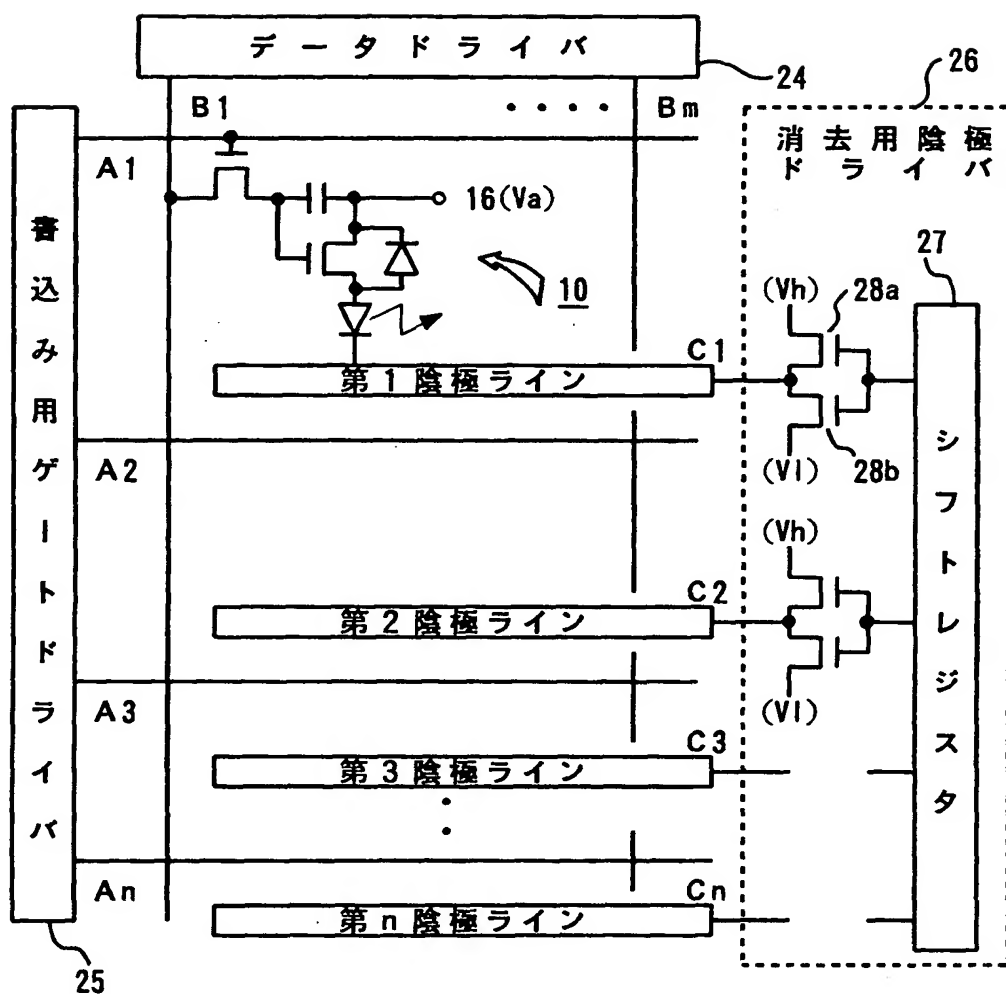 データドライバ
24
26
B1
・・・・
Bm
消去用陰極
ドライバ
A1
16(Va)
書込み用ゲートドライバ
10
(Vh)
28a
27
C1
第1陰極ライン
(Vl)
28b
A2
シフトレジスタ
(Vh)
C2
第2陰極ライン
(Vl)
A3
C3
第3陰極ライン
An
Cn
第n陰極ライン
25